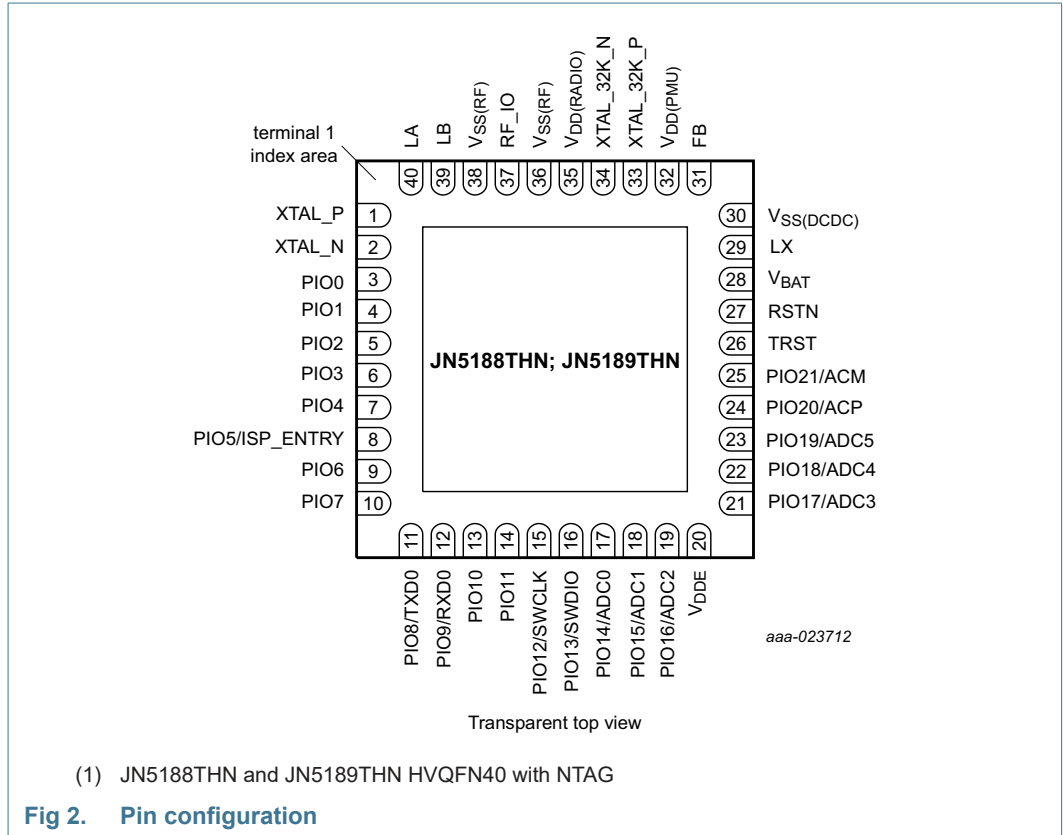 terminal 1
index area
LA
LB
VSS(RF)
RF_IO
VSS(RF)
VDD(RADIO)
XTAL_32K_N
XTAL_32K_P
VDD(PMU)
FB
40
39
38
37
36
35
34
33
32
31
XTAL_P 1
XTAL_N 2
PIO0 3
PIO1 4
PIO2 5
PIO3 6
PIO4 7
PIO5/ISP_ENTRY 8
PIO6 9
PIO7 10
JN5188THN; JN5189THN
30 VSS(DCDC)
29 LX
28 VBAT
27 RSTN
26 TRST
25 PIO21/ACM
24 PIO20/ACP
23 PIO19/ADC5
22 PIO18/ADC4
21 PIO17/ADC3
11
12
13
14
15
16
17
18
19
20
PIO8/TXD0
PIO9/RXD0
PIO10
PIO11
PIO12/SWCLK
PIO13/SWDIO
PIO14/ADC0
PIO15/ADC1
PIO16/ADC2
VDDE
aaa-023712
Transparent top view
(1) JN5188THN and JN5189THN HVQFN40 with NTAG
Fig 2. Pin configuration